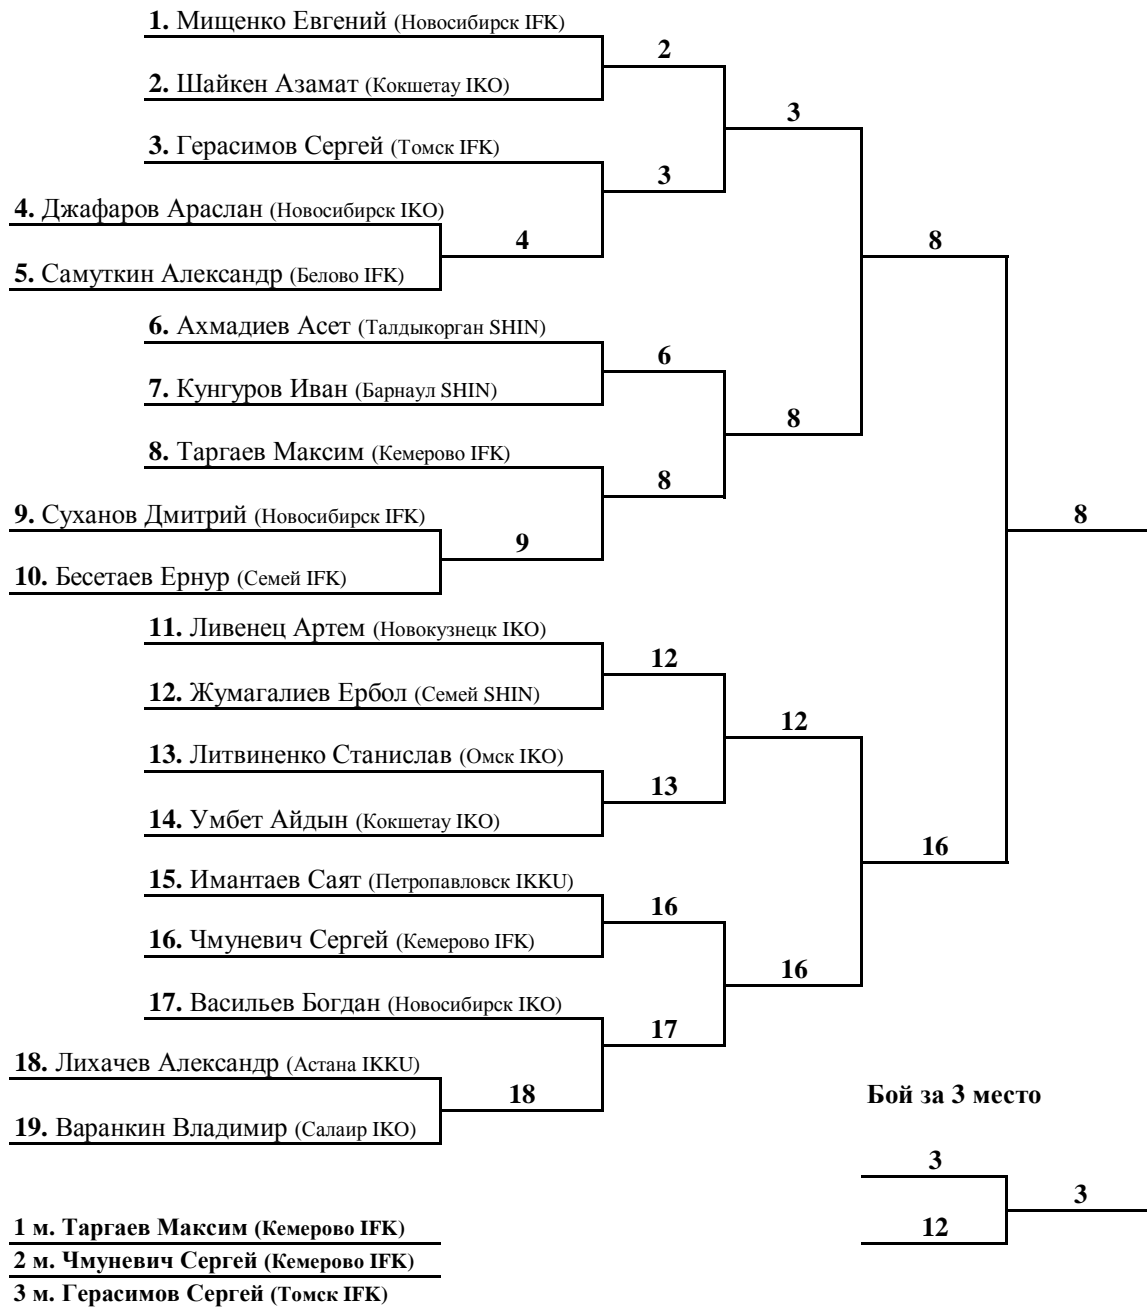 1. Мищенко Евгений (Новосибирск IFK)
2
2. Шайкен Азамат (Кокшетау IKO)
3
3. Герасимов Сергей (Томск IFK)
3
4. Джафаров Араслан (Новосибирск IKO)
4
8
5. Самуткин Александр (Белово IFK)
6. Ахмадиев Асет (Талдыкорган SHIN)
6
7. Кунгуров Иван (Барнаул SHIN)
8
8. Таргаев Максим (Кемерово IFK)
8
9. Суханов Дмитрий (Новосибирск IFK)
8
9
10. Бесетаев Ернур (Семей IFK)
11. Ливенец Артем (Новокузнецк IKO)
12
12. Жумагалиев Ербол (Семей SHIN)
12
13. Литвиненко Станислав (Омск IKO)
13
14. Умбет Айдын (Кокшетау IKO)
16
15. Имантаев Саят (Петропавловск IKKU)
16
16. Чмуневич Сергей (Кемерово IFK)
16
17. Васильев Богдан (Новосибирск IKO)
17
18. Лихачев Александр (Астана IKKU)
18
Бой за 3 место
19. Варанкин Владимир (Салаир IKO)
3
3
12
1 м. Таргаев Максим (Кемерово IFK)
2 м. Чмуневич Сергей (Кемерово IFK)
3 м. Герасимов Сергей (Томск IFK)